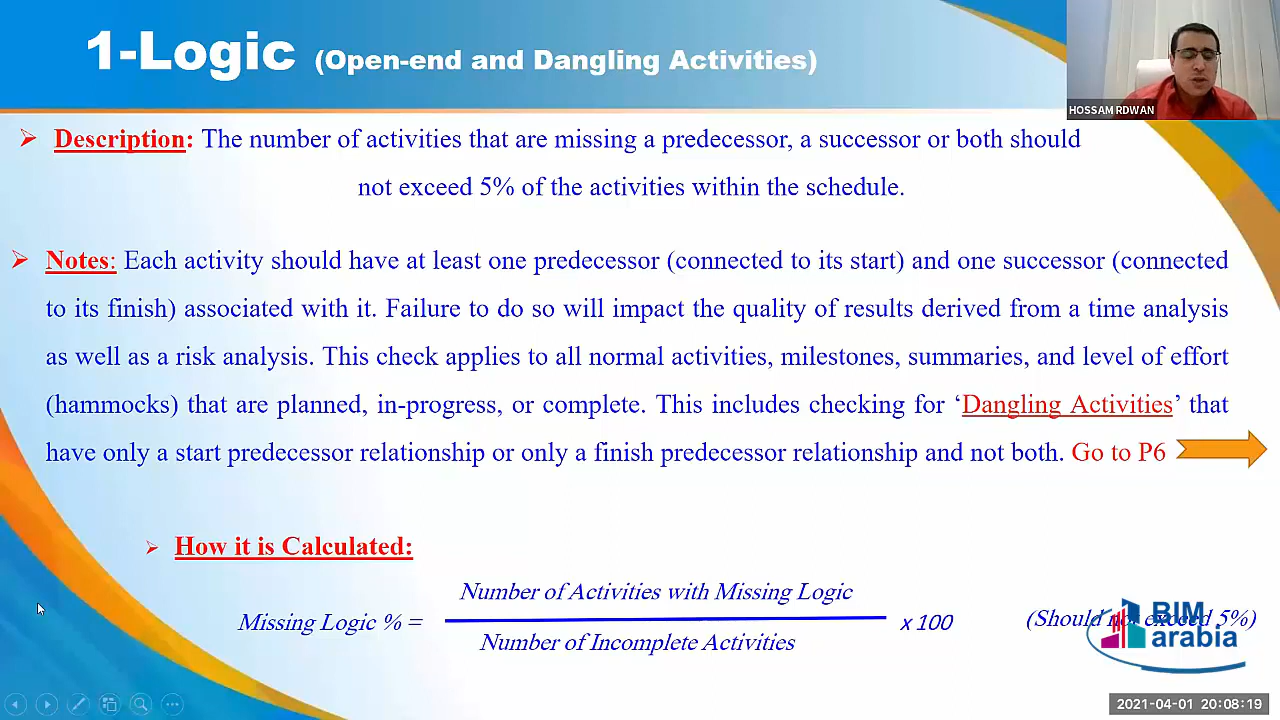 1-Logic (Open-end and Dangling Activities)
HOSSAM RDWAN
Description: The number of activities that are missing a predecessor, a successor or both should
not exceed 5% of the activities within the schedule.
Notes: Each activity should have at least one predecessor (connected to its start) and one successor (connected
to its finish) associated with it. Failure to do so will impact the quality of results derived from a time analysis
as well as a risk analysis. This check applies to all normal activities, milestones, summaries, and level of effort
(hammocks) that are planned, in-progress, or complete. This includes checking for ‘Dangling Activities’ that
have only a start predecessor relationship or only a finish predecessor relationship and not both. Go to P6
How it is Calculated:
Number of Activities with Missing Logic
Missing Logic % = x 100 (Should not exceed 5%)
Number of Incomplete Activities
BIM
arabia
2021-04-01 20:08:19